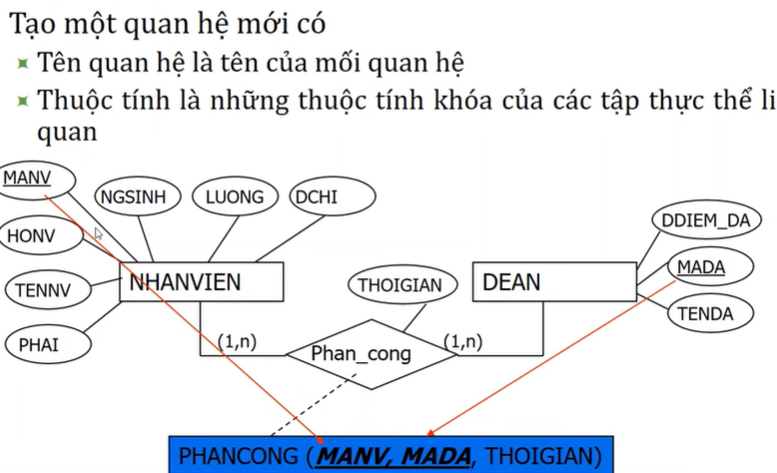 Tạo một quan hệ mới có
Tên quan hệ là tên của mối quan hệ
Thuộc tính là những thuộc tính khóa của các tập thực thể li
quan
MANV
NGSINH
LUONG
DCHI
HONV
DDIEM_DA
MADA
NHANVIEN
THOIGIAN
DEAN
TENNV
TENDA
PHAI
(1,n)
Phan_cong
(1,n)
PHANCONG (MANV, MADA, THOIGIAN)